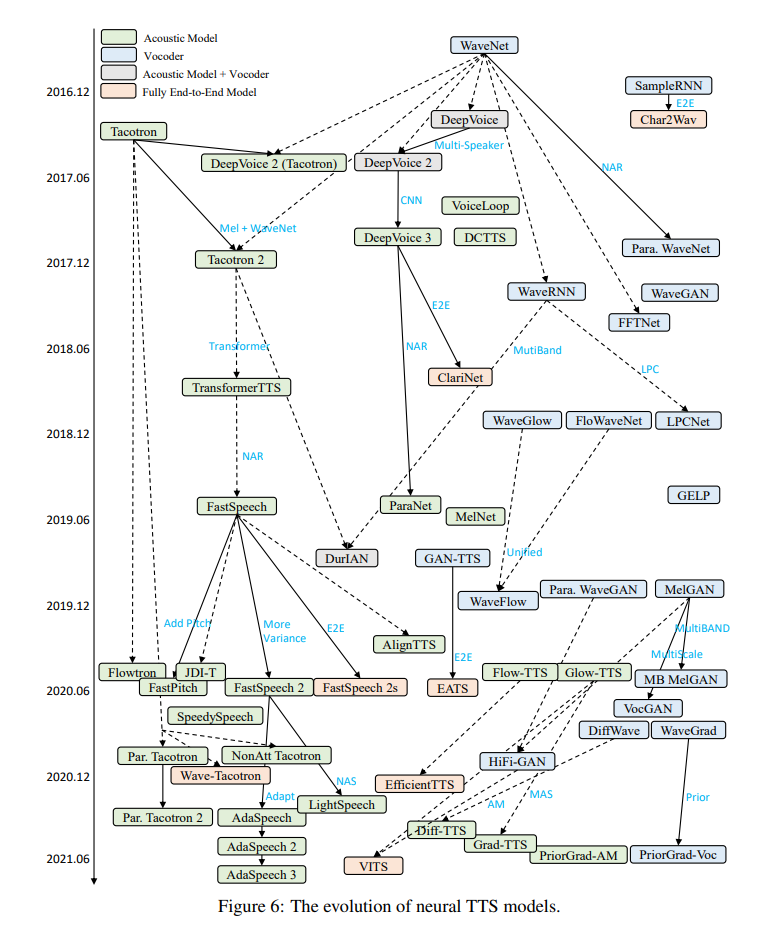 Acoustic Model
Vocoder
Acoustic Model + Vocoder
Fully End-to-End Model
WaveNet
2016.12
SampleRNN
E2E
Char2Wav
Tacotron
DeepVoice
Multi-Speaker
DeepVoice 2 (Tacotron)
DeepVoice 2
NAR
2017.06
CNN
VoiceLoop
Mel + WaveNet
DeepVoice 3
DCTTS
Para. WaveNet
2017.12
Tacotron 2
WaveRNN
WaveGAN
E2E
FFTNet
2018.06
Transformer
NAR
MutiBand
LPC
TransformerTTS
ClariNet
WaveGlow
FloWaveNet
LPCNet
2018.12
NAR
GELP
FastSpeech
ParaNet
MelNet
2019.06
DurIAN
GAN-TTS
Unified
Para. WaveGAN
MelGAN
2019.12
WaveFlow
Add Pitch
More
Variance
E2E
AlignTTS
MultiBAND
E2E
MultiScale
Flowtron
JDI-T
Flow-TTS
Glow-TTS
MB MelGAN
2020.06
FastPitch
FastSpeech 2
FastSpeech 2s
EATS
VocGAN
SpeedySpeech
DiffWave
WaveGrad
Par. Tacotron
NonAtt Tacotron
HiFi-GAN
2020.12
Wave-Tacotron
NAS
EfficientTTS
Adapt
LightSpeech
AM
MAS
Prior
Par. Tacotron 2
AdaSpeech
Diff-TTS
AdaSpeech 2
Grad-TTS
PriorGrad-AM
PriorGrad-Voc
2021.06
VITS
AdaSpeech 3
Figure 6: The evolution of neural TTS models.